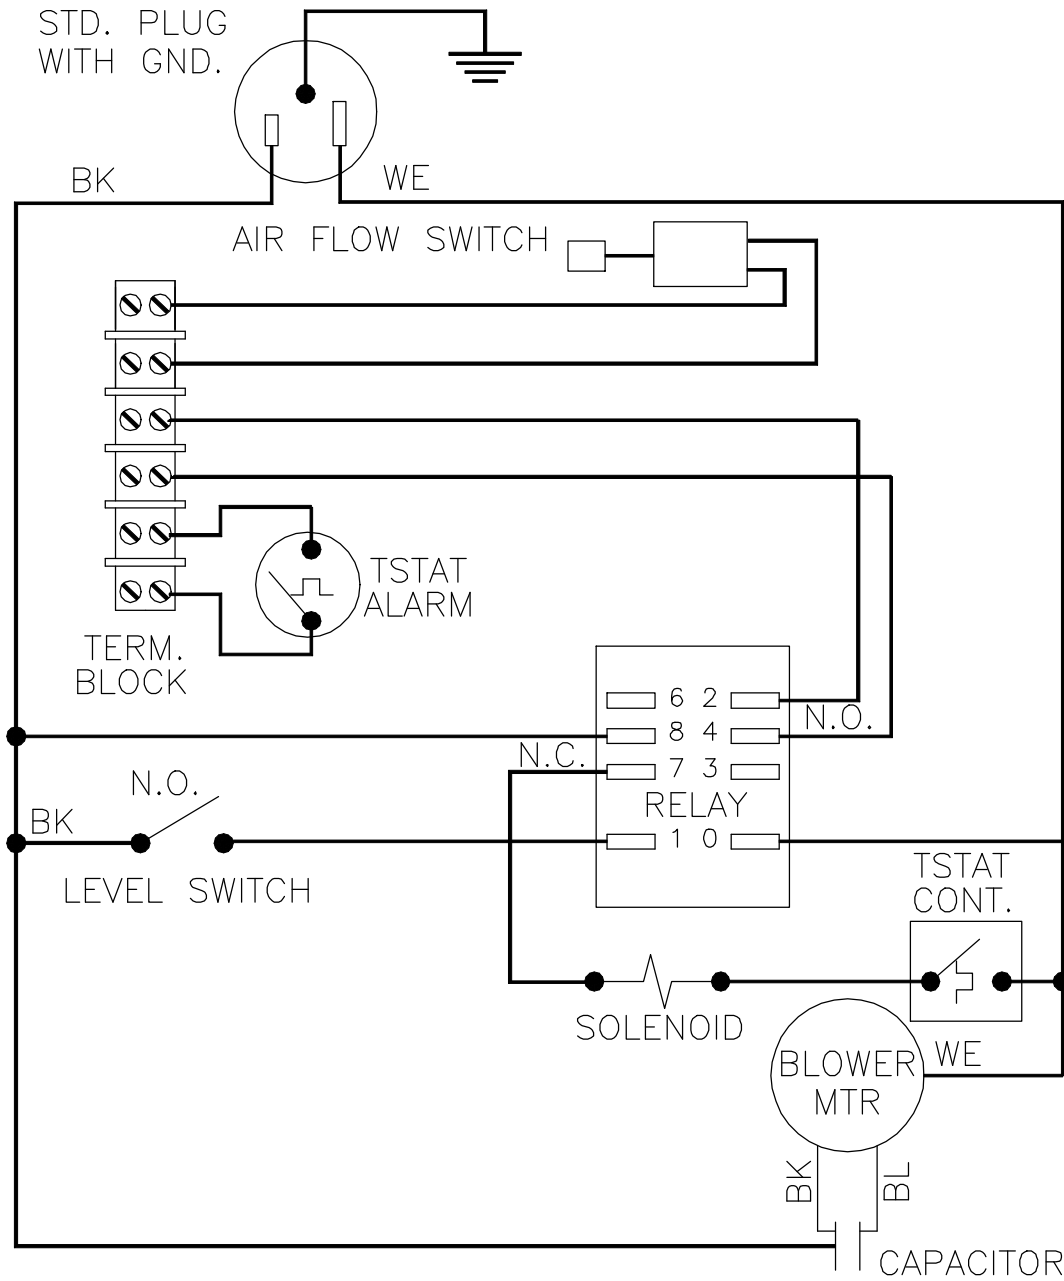 STD. PLUG
WITH GND.
BK
WE
AIR FLOW SWITCH
TSTAT
ALARM
TERM.
BLOCK
6 2
N.O.
8 4
N.C.
7 3
N.O.
RELAY
BK
1 0
LEVEL SWITCH
TSTAT
CONT.
SOLENOID
WE
BLOWER
MTR
BK
BL
CAPACITOR